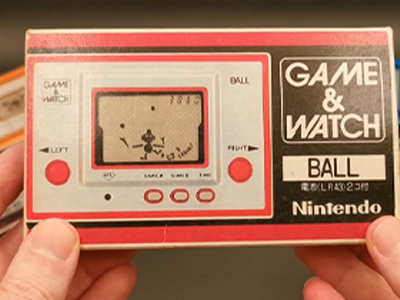 GAME
&
WATCH
BALL
◄LEFT
RIGHT►
GAME A
GAME B
TIME
GAME
&
WATCH
BALL
電池(LR43)2コ付
Nintendo